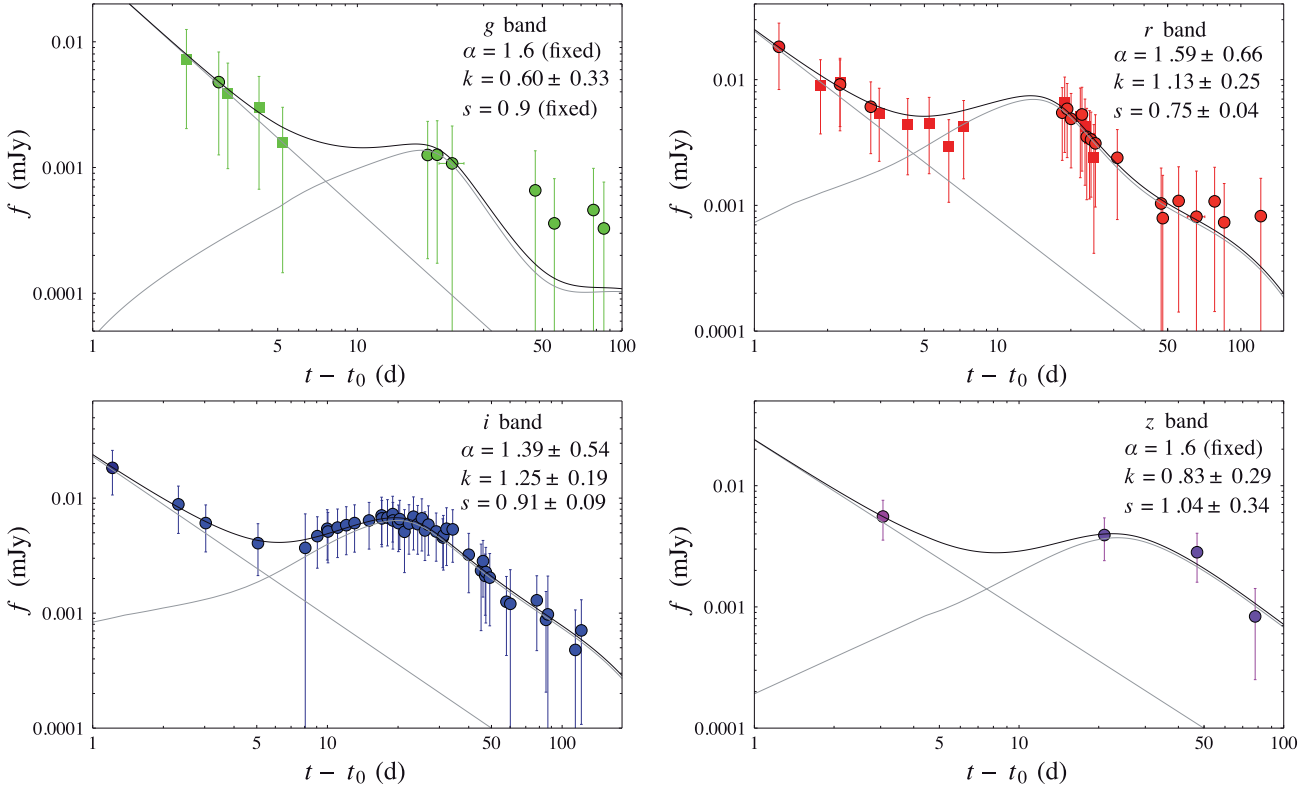 g band
α = 1.6 (fixed)
k = 0.60 ± 0.33
s = 0.9 (fixed)
0.01
0.001
0.0001
f (mJy)
1 5 10 50 100
t − t₀ (d)
r band
α = 1.59 ± 0.66
k = 1.13 ± 0.25
s = 0.75 ± 0.04
0.01
0.001
0.0001
f (mJy)
1 5 10 50 100
t − t₀ (d)
i band
α = 1.39 ± 0.54
k = 1.25 ± 0.19
s = 0.91 ± 0.09
0.01
0.001
0.0001
f (mJy)
1 5 10 50 100
t − t₀ (d)
z band
α = 1.6 (fixed)
k = 0.83 ± 0.29
s = 1.04 ± 0.34
0.01
0.001
0.0001
f (mJy)
1 5 10 50 100
t − t₀ (d)